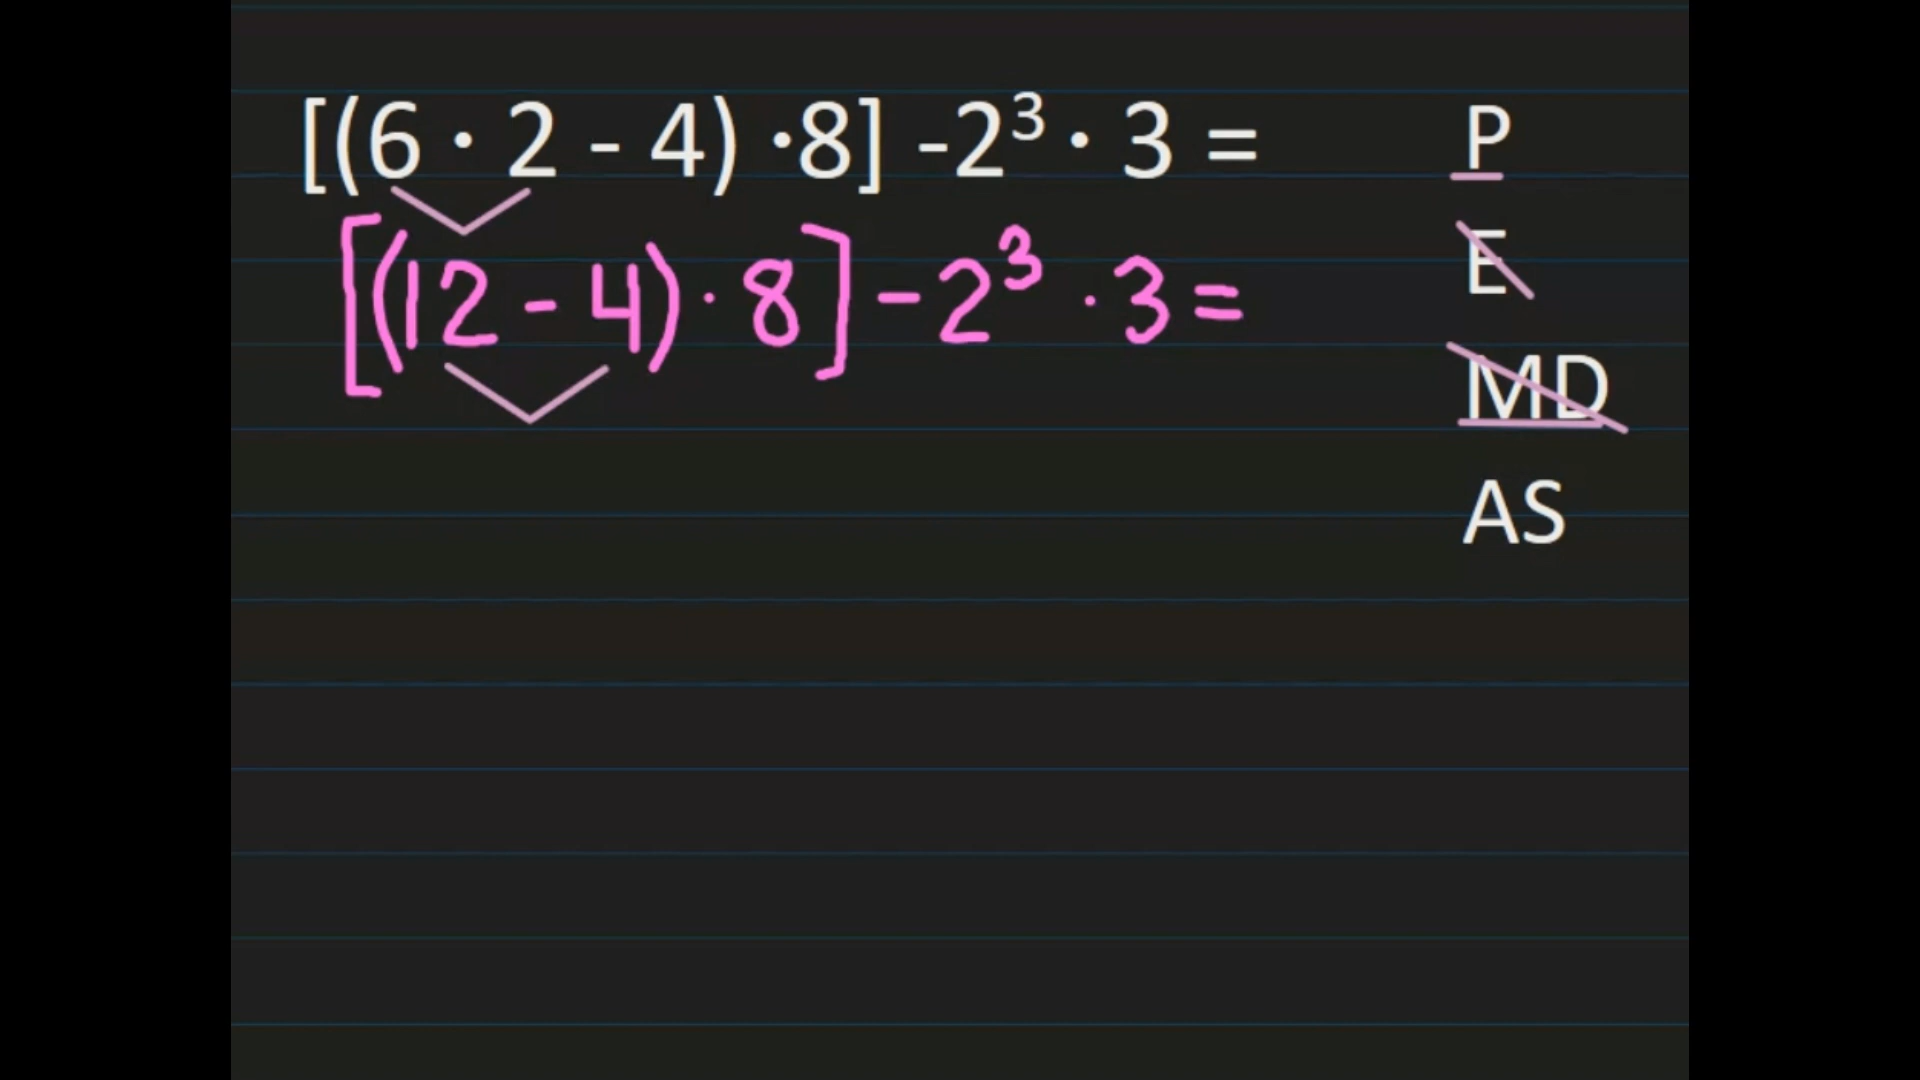 [(6 · 2 - 4) ·8] -2³ · 3 =
[(12 - 4) · 8] - 2³ · 3 =
P
E
MD
AS